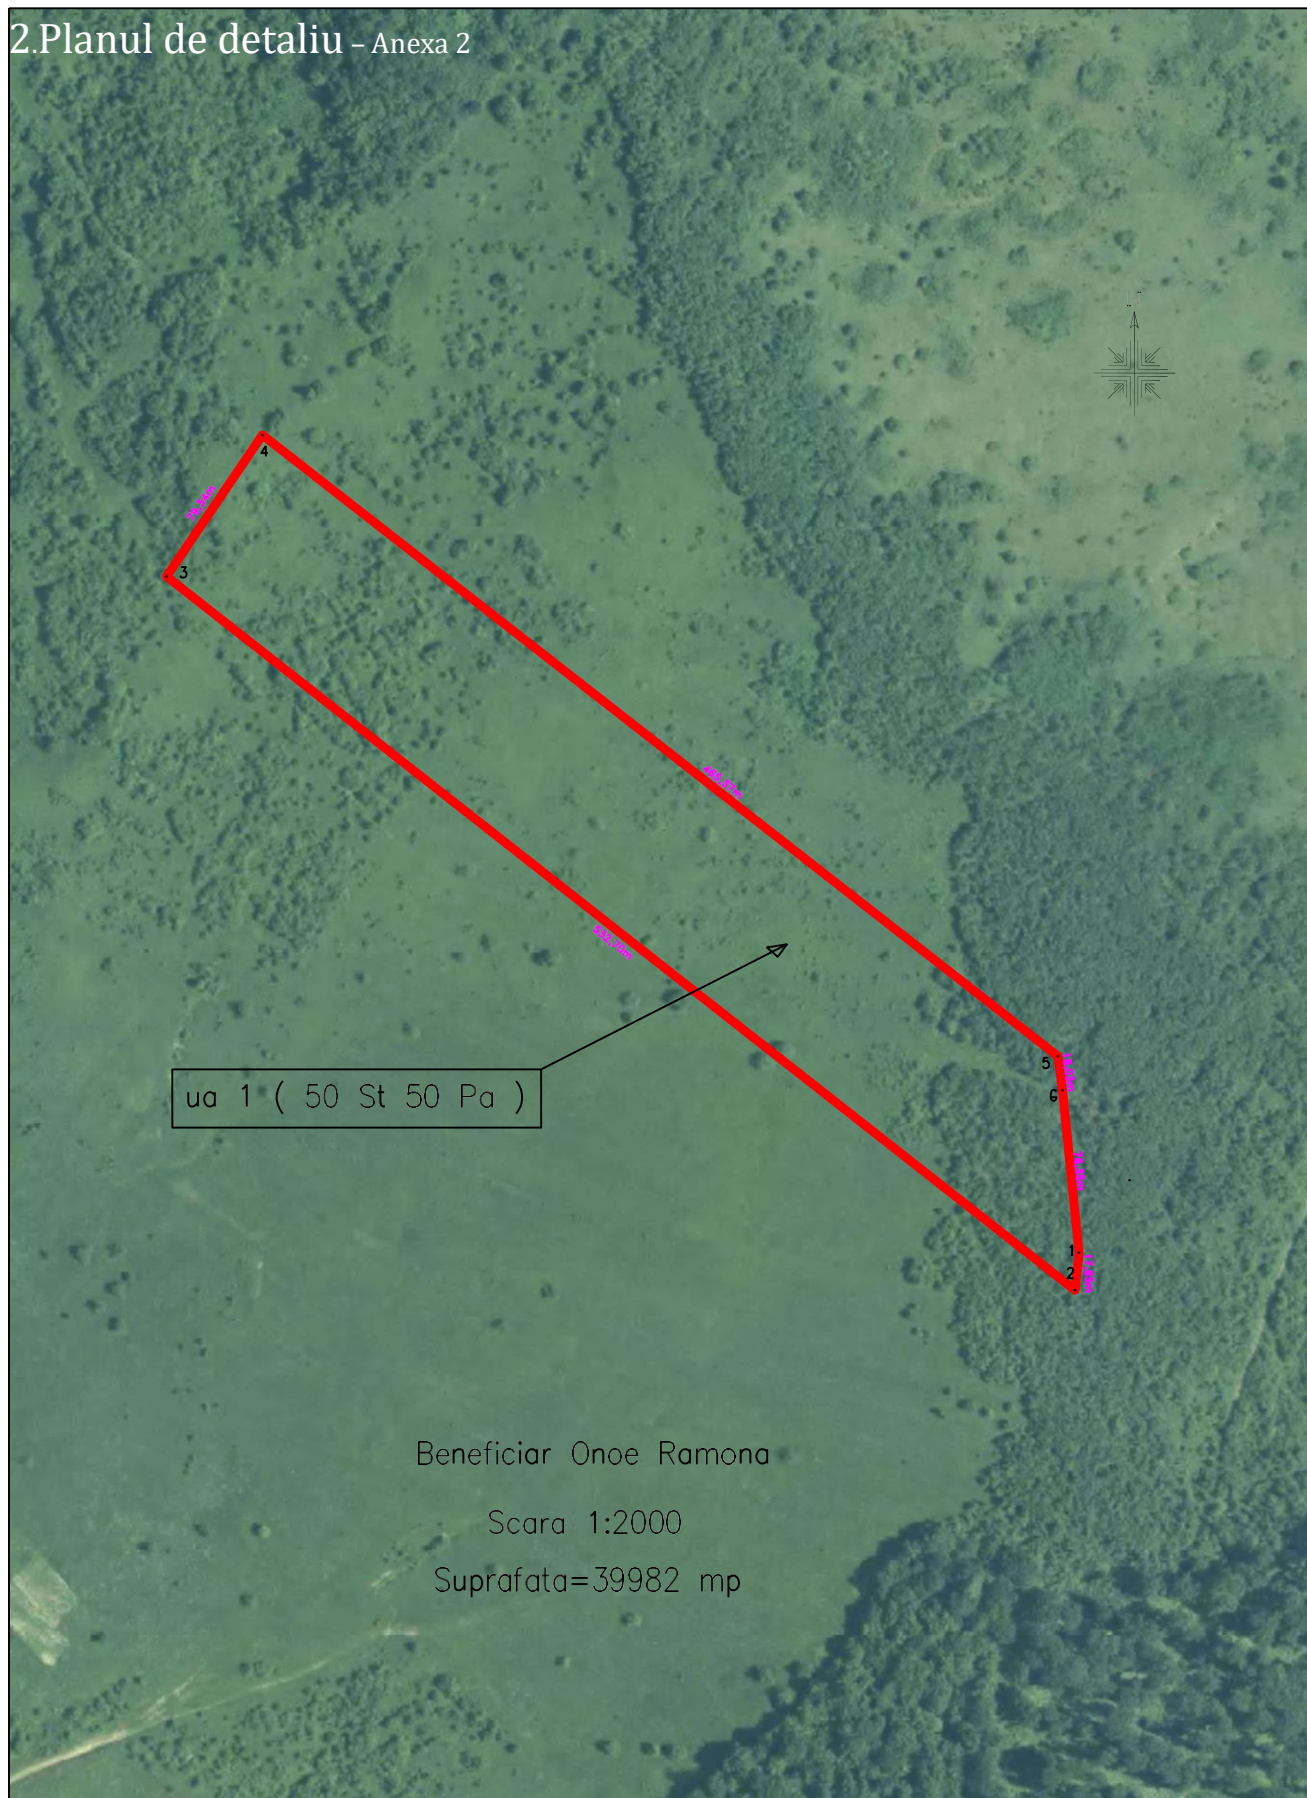 2.Planul de detaliu – Anexa 2
4
3
5
6
ua 1 ( 50 St 50 Pa )
1
2
Beneficiar Onoe Ramona
Scara 1:2000
Suprafata=39982 mp